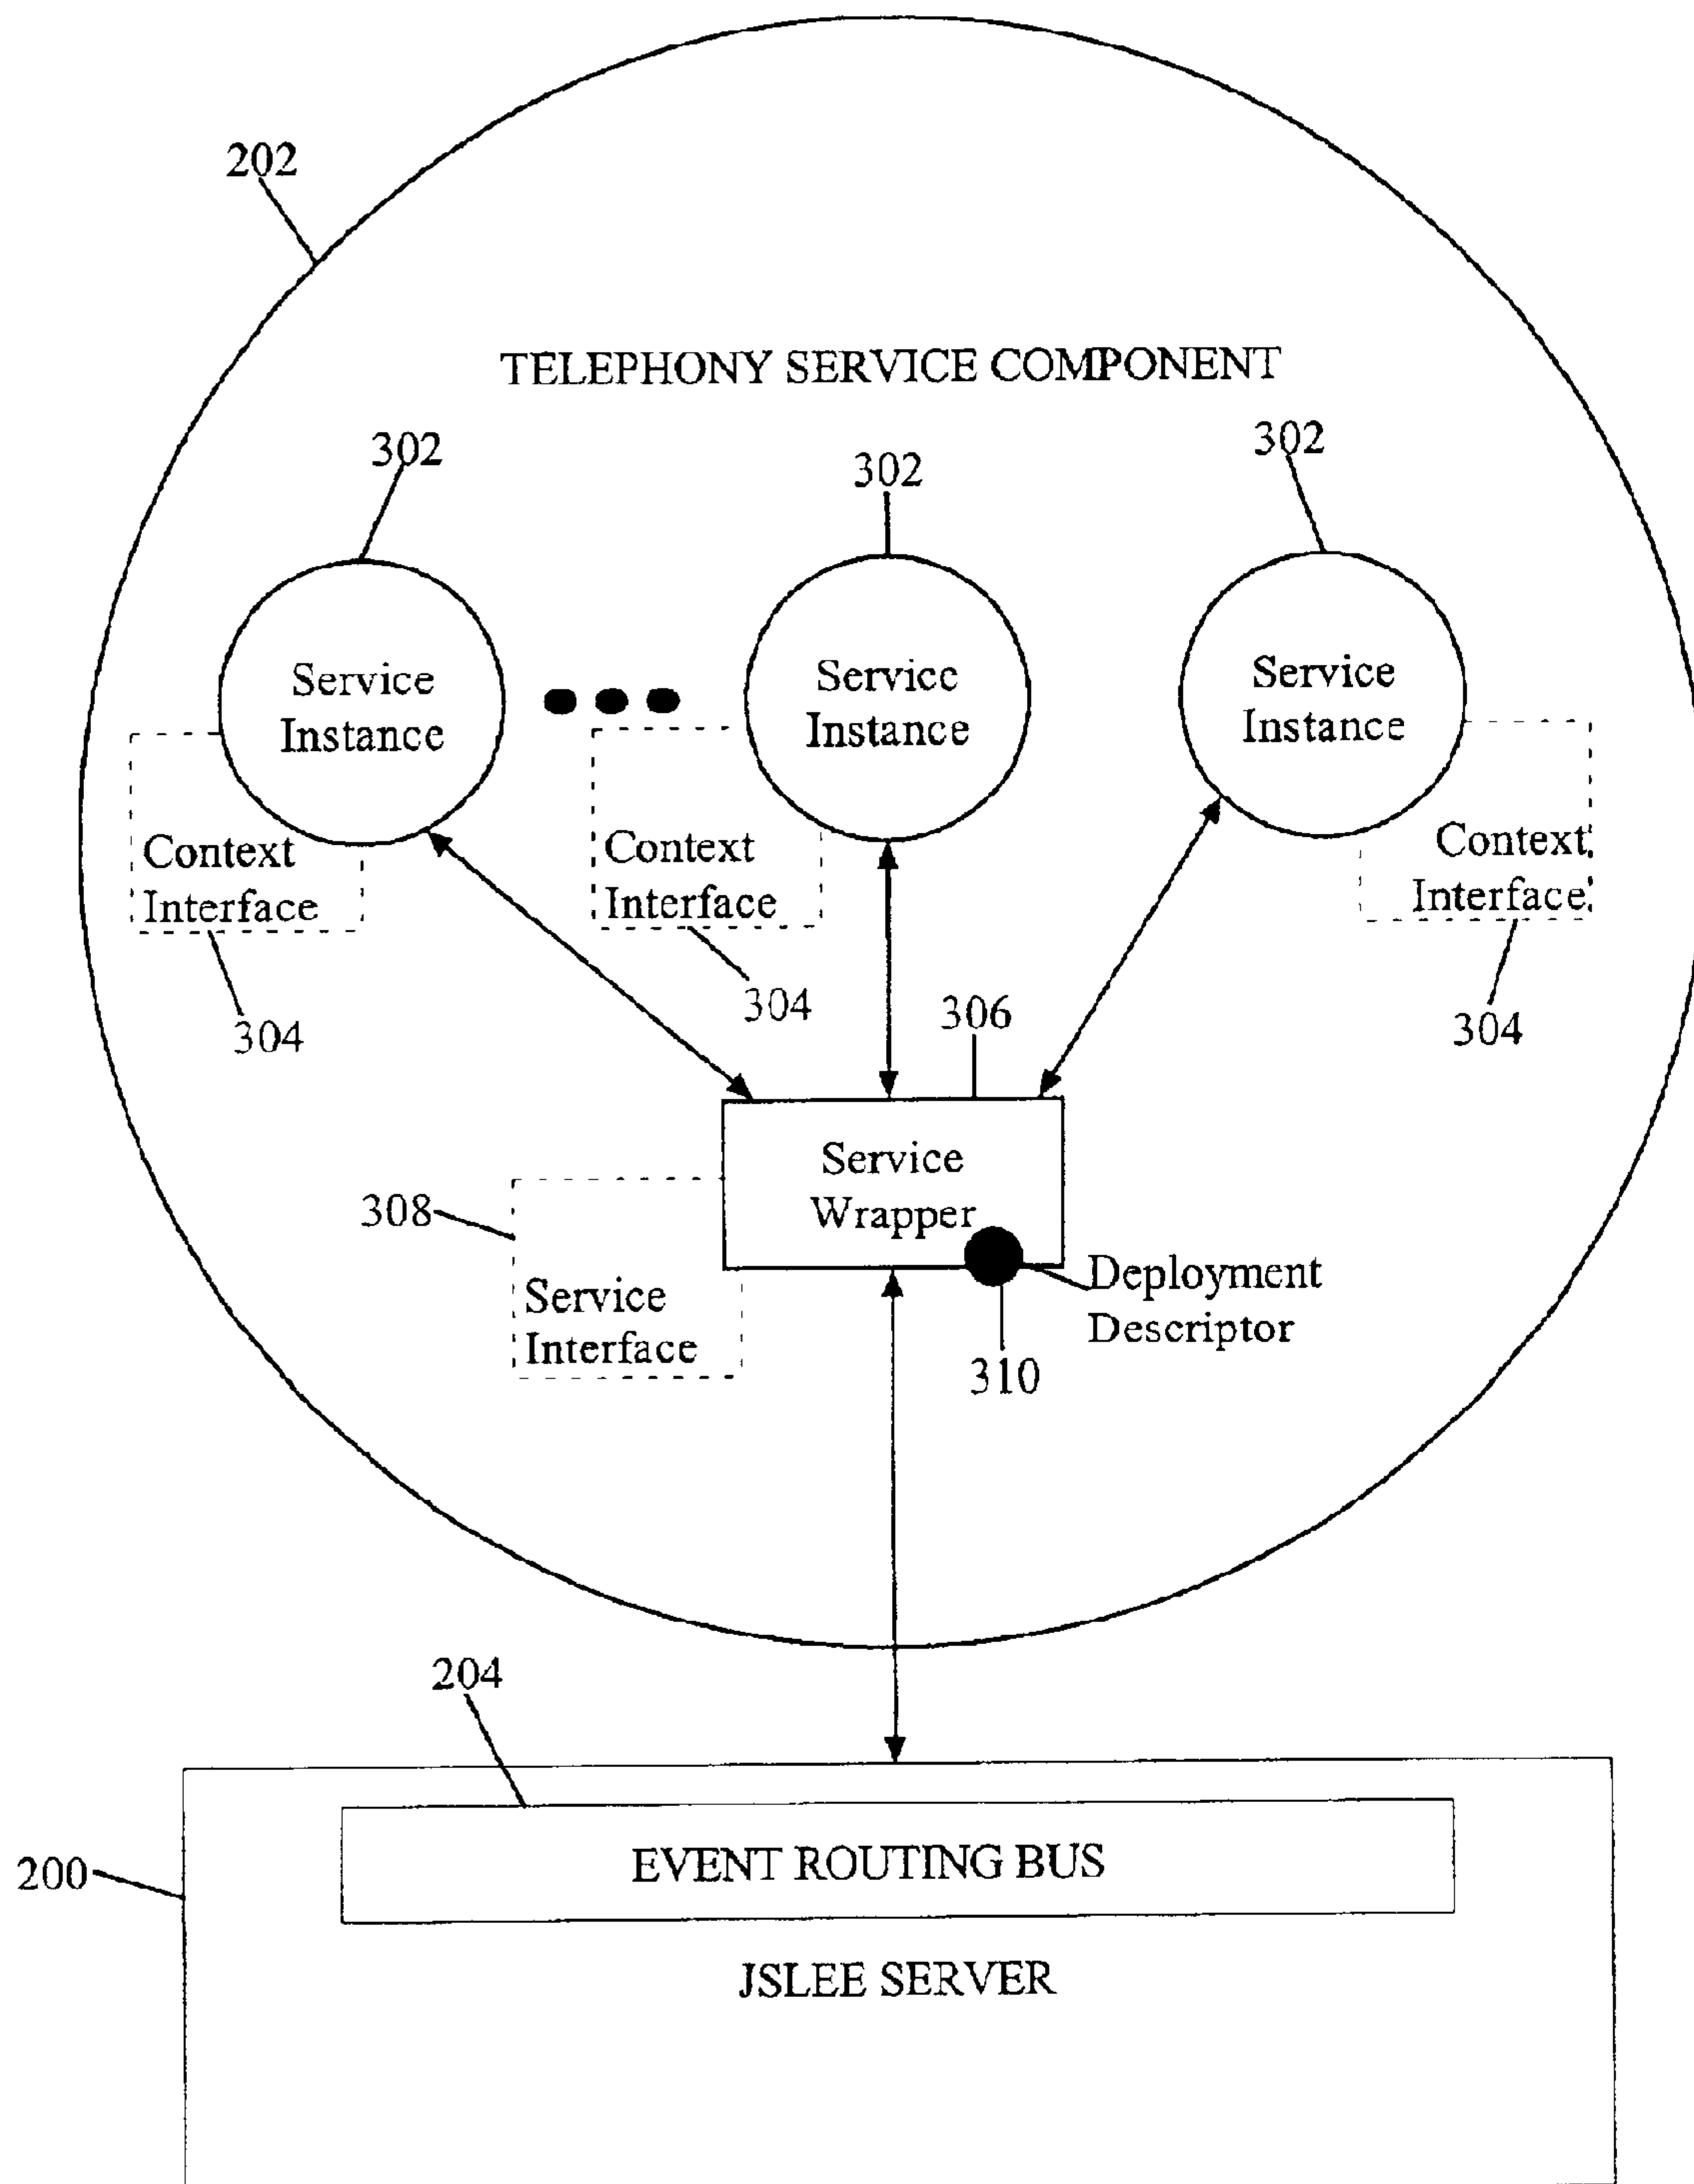 202
TELEPHONY SERVICE COMPONENT
302
302
302
Service
Instance
Service
Instance
Service
Instance
Context
Interface
Context
Interface
Context
Interface
304
304
304
306
Service
Wrapper
308
Service
Interface
Deployment
Descriptor
310
204
EVENT ROUTING BUS
200
JSLEE SERVER